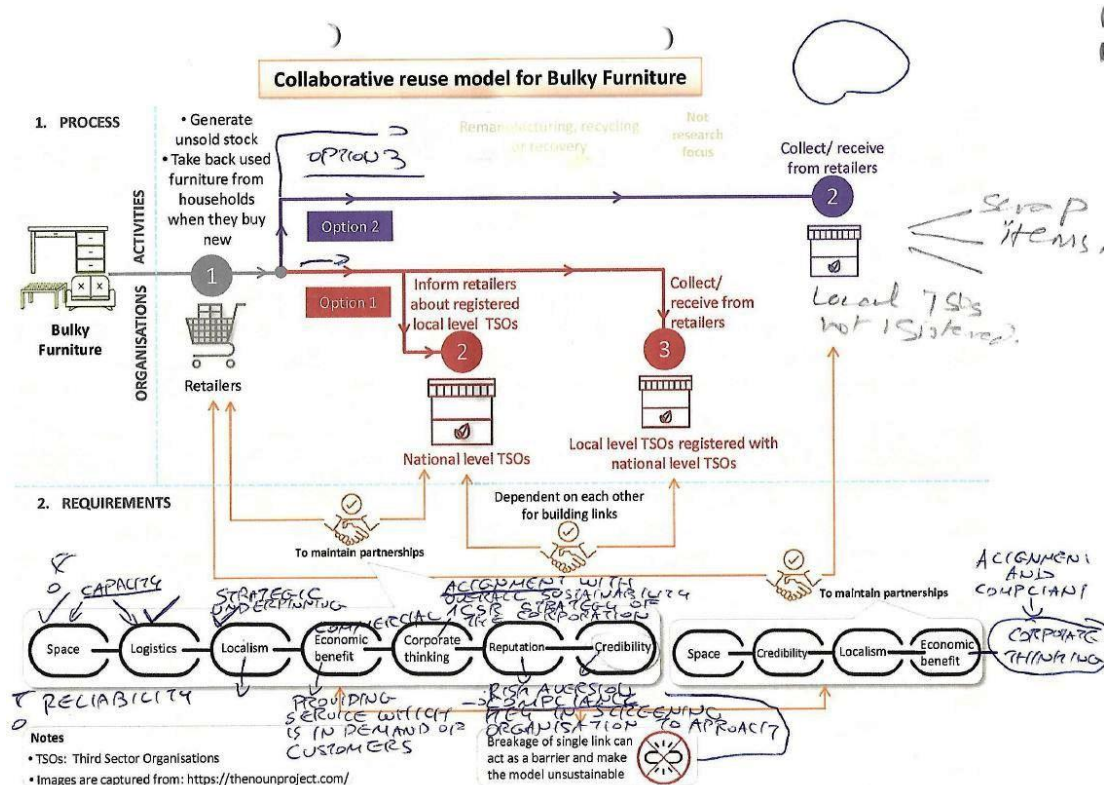 Collaborative reuse model for Bulky Furniture
1. PROCESS
• Generate
unsold stock
• Take back used
furniture from
households
when they buy
new
Remanufacturing, recycling
or recovery
Not
research
focus
OPTION 3
Collect/ receive
from retailers
2
Option 2
ACTIVITIES
ORGANISATIONS
1
Option 1
Inform retailers
about registered
local level TSOs
2
Collect/
receive from
retailers
3
scrap
items
Local TSOs
not registered.
Bulky
Furniture
Retailers
National level TSOs
Local level TSOs registered with
national level TSOs
2. REQUIREMENTS
Dependent on each other
for building links
To maintain partnerships
To maintain partnerships
CAPACITY
STRATEGIC
UNDERPINNING
COMMERCIAL
ALIGNMENT WITH
OVERALL SUSTAINABILITY
/CSR STRATEGY OF
THE CORPORATION
ALIGNMENT
AND
COMPLIANT
Space
Logistics
Localism
Economic
benefit
Corporate
thinking
Reputation
Credibility
Space
Credibility
Localism
Economic
benefit
CORPORATE
THINKING
RELIABILITY
PROVIDING
SERVICE WHICH
IS IN DEMAND OF
CUSTOMERS
RISK AVERSION
COMPLIANCE
KEY IN SCREENING
ORGANISATION TO APPROACH
Breakage of single link can
act as a barrier and make
the model unsustainable
Notes
• TSOs: Third Sector Organisations
• Images are captured from: https://thenounproject.com/